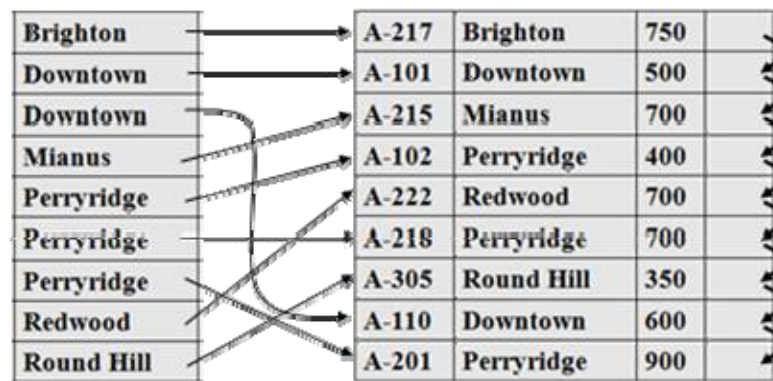 Brighton A-217 Brighton 750
Downtown A-101 Downtown 500
Downtown A-215 Mianus 700
Mianus A-102 Perryridge 400
Perryridge A-222 Redwood 700
Perryridge A-218 Perryridge 700
Perryridge A-305 Round Hill 350
Redwood A-110 Downtown 600
Round Hill A-201 Perryridge 900